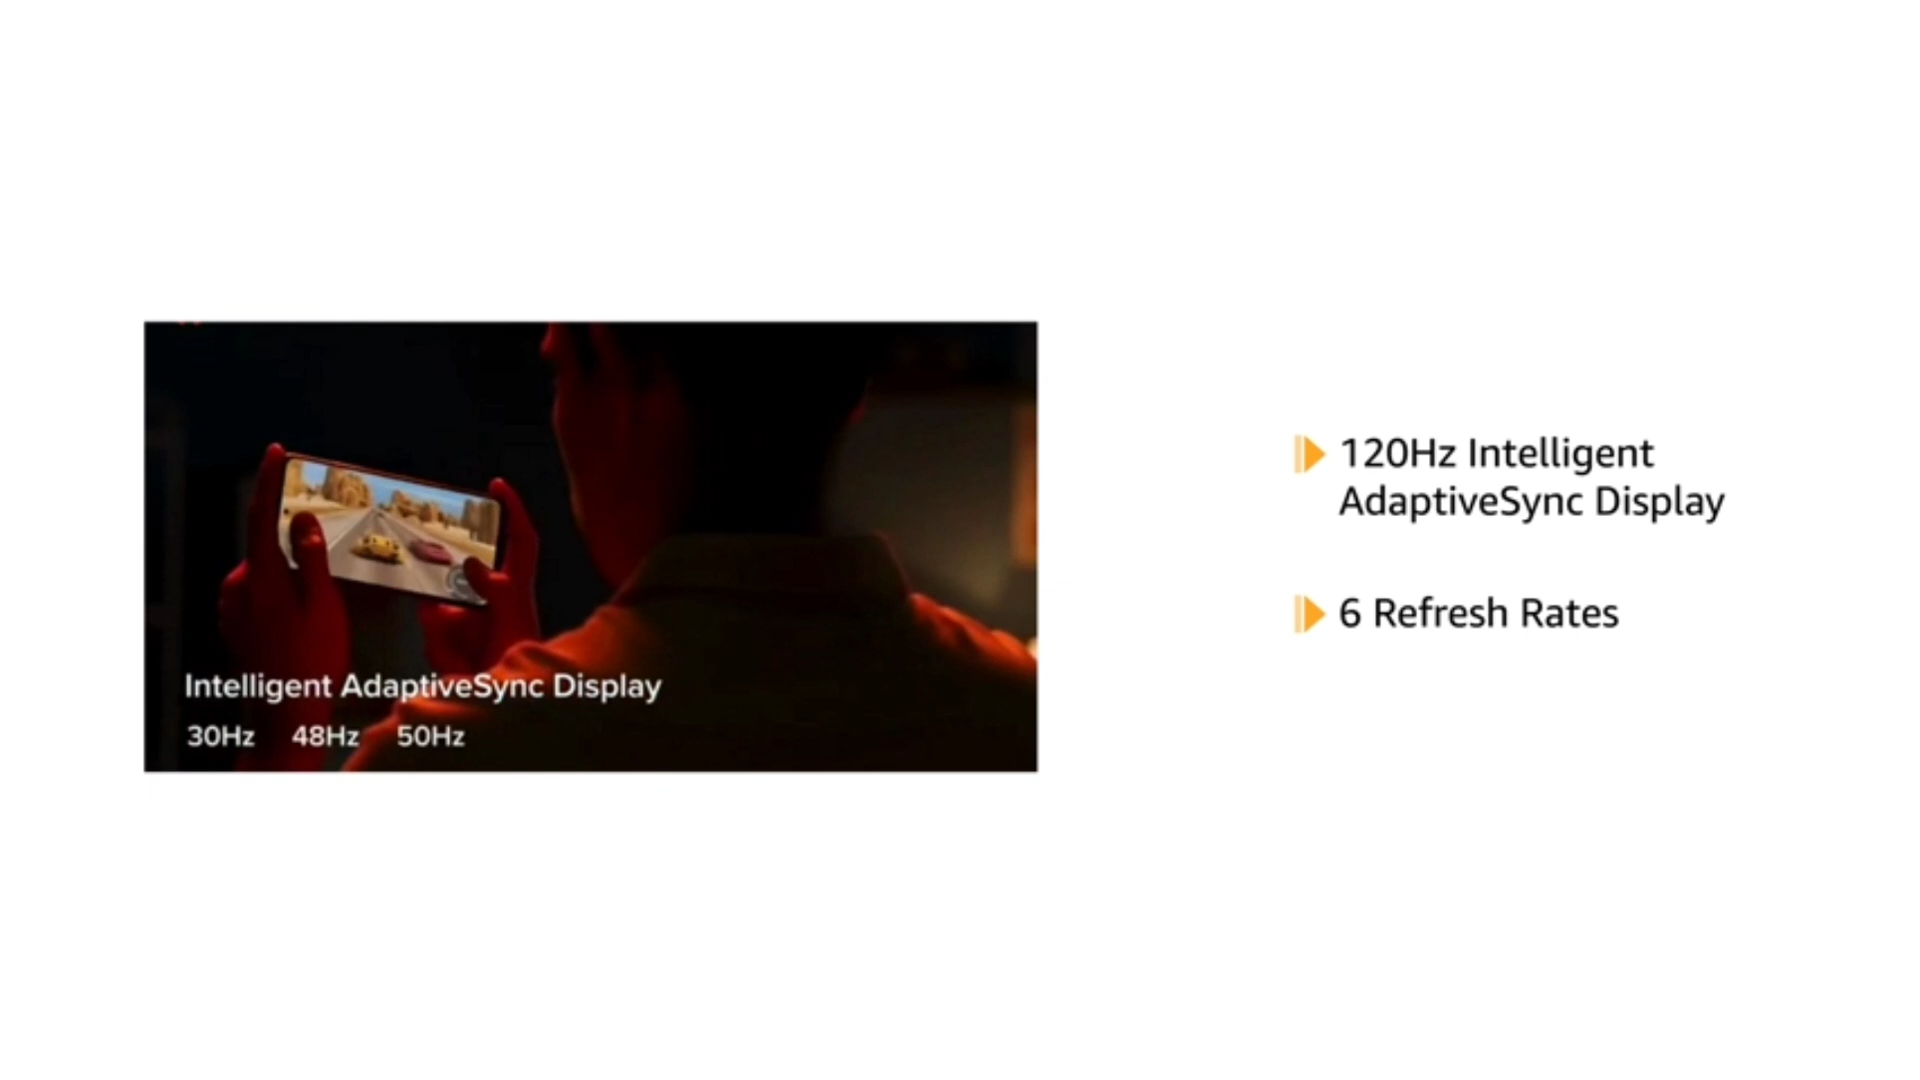 Intelligent AdaptiveSync Display
30Hz 48Hz 50Hz
120Hz Intelligent
AdaptiveSync Display
6 Refresh Rates